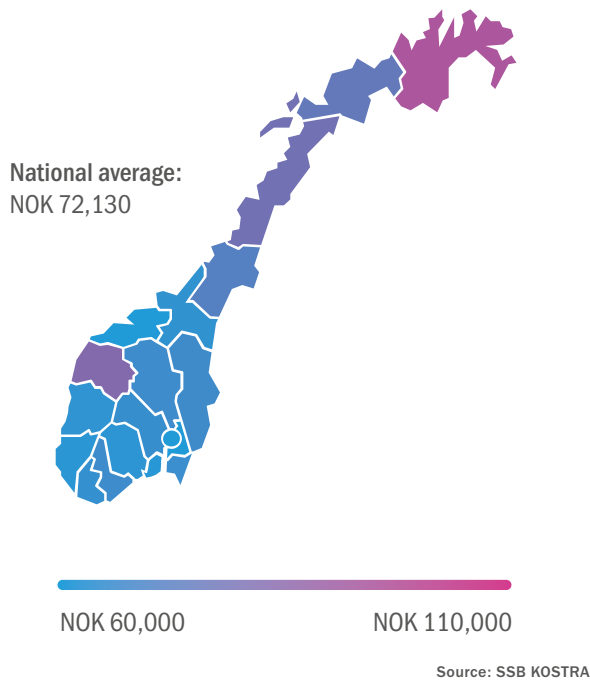 National average:
NOK 72,130
NOK 60,000
NOK 110,000
Source: SSB KOSTRA